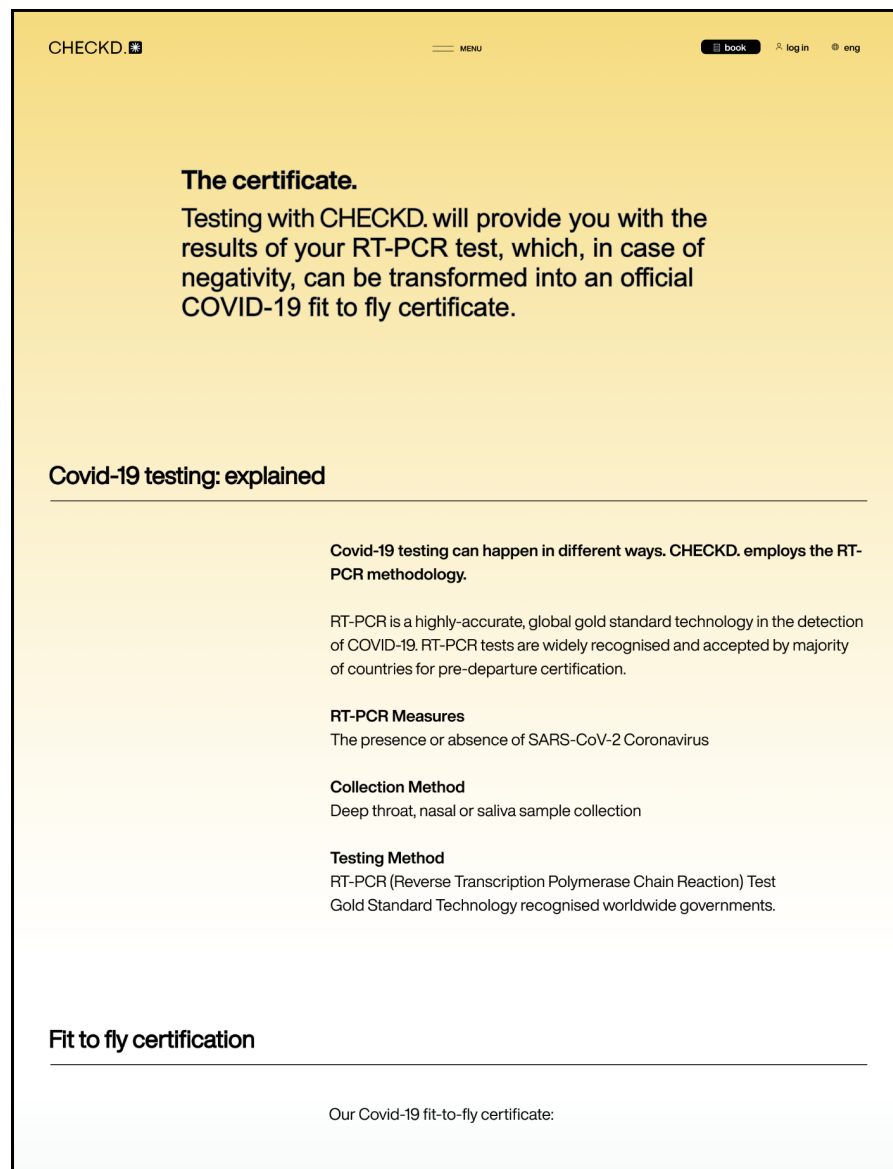 CHECKD.
MENU
book
log in
eng
The certificate.
Testing with CHECKD. will provide you with the
results of your RT-PCR test, which, in case of
negativity, can be transformed into an official
COVID-19 fit to fly certificate.
Covid-19 testing: explained
Covid-19 testing can happen in different ways. CHECKD. employs the RT-
PCR methodology.
RT-PCR is a highly-accurate, global gold standard technology in the detection
of COVID-19. RT-PCR tests are widely recognised and accepted by majority
of countries for pre-departure certification.
RT-PCR Measures
The presence or absence of SARS-CoV-2 Coronavirus
Collection Method
Deep throat, nasal or saliva sample collection
Testing Method
RT-PCR (Reverse Transcription Polymerase Chain Reaction) Test
Gold Standard Technology recognised worldwide governments.
Fit to fly certification
Our Covid-19 fit-to-fly certificate: